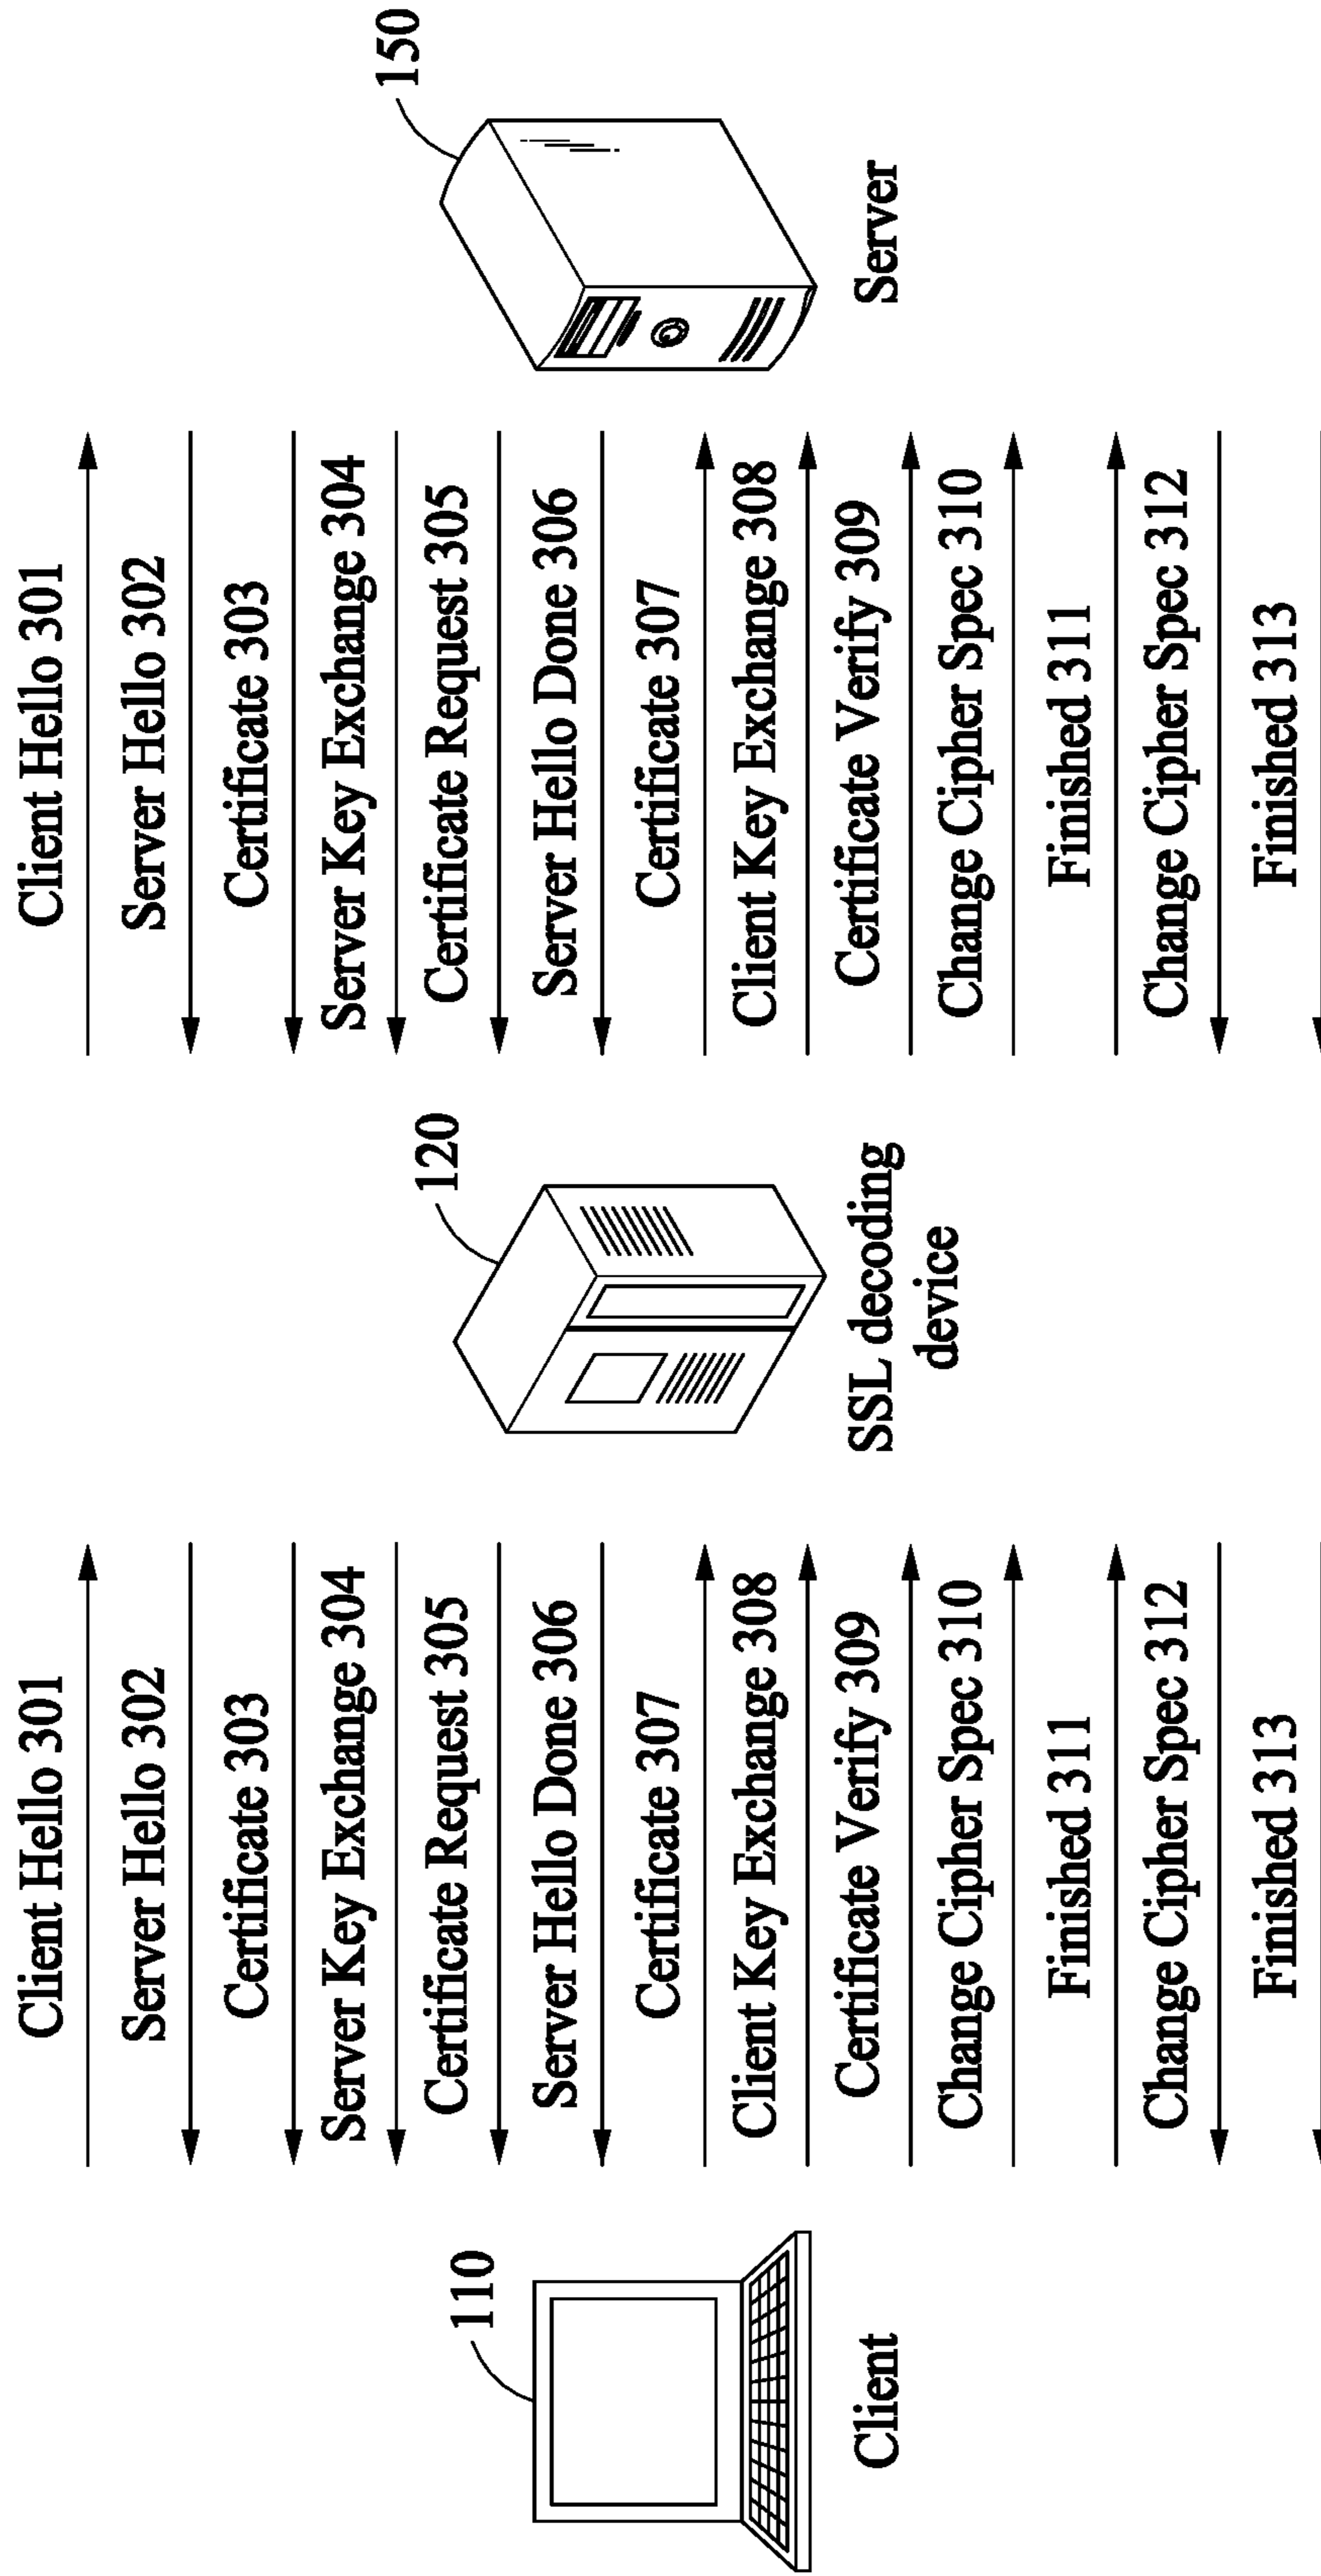 Client Hello 301
Server Hello 302
Certificate 303
Server Key Exchange 304
Certificate Request 305
Server Hello Done 306
Certificate 307
Client Key Exchange 308
Certificate Verify 309
Change Cipher Spec 310
Finished 311
Change Cipher Spec 312
Finished 313
Client Hello 301
Server Hello 302
Certificate 303
Server Key Exchange 304
Certificate Request 305
Server Hello Done 306
Certificate 307
Client Key Exchange 308
Certificate Verify 309
Change Cipher Spec 310
Finished 311
Change Cipher Spec 312
Finished 313
110
Client
120
SSL decoding
device
150
Server